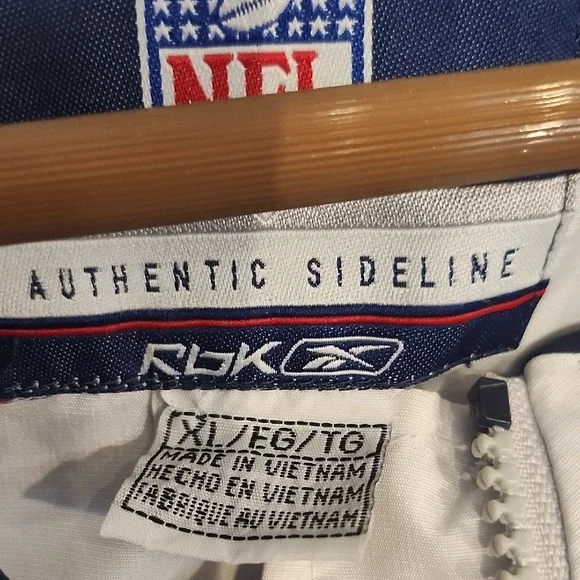 NFL
AUTHENTIC SIDELINE
RbK
XL/EG/TG
MADE IN VIETNAM
HECHO EN VIETNAM
FABRIQUE AU VIETNAM